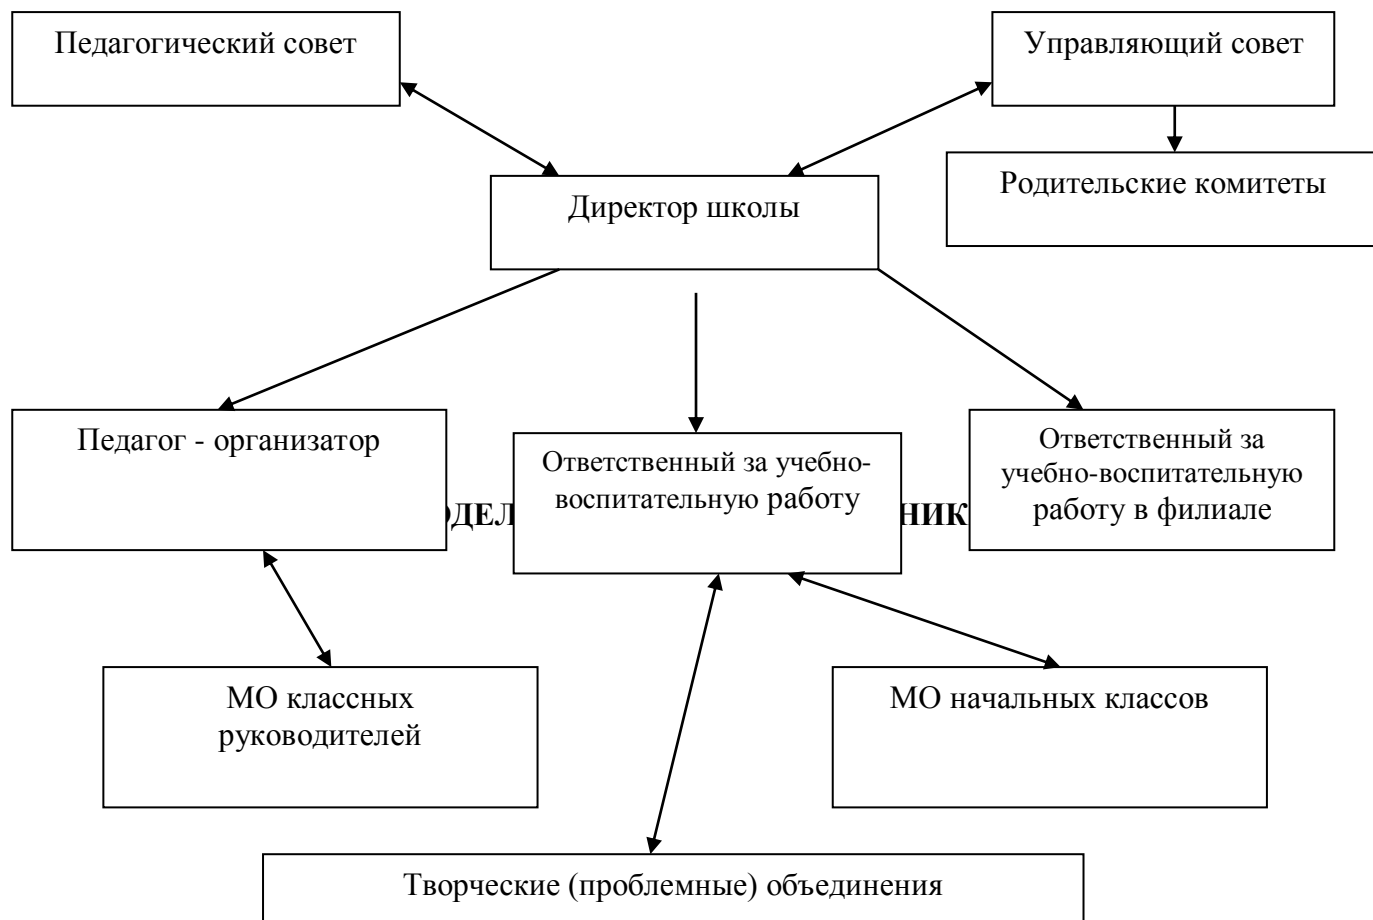 Педагогический совет
Управляющий совет
Родительские комитеты
Директор школы
Педагог - организатор
Ответственный за учебно-
воспитательную работу
Ответственный за
учебно-воспитательную
работу в филиале
МО классных
руководителей
МО начальных классов
Творческие (проблемные) объединения